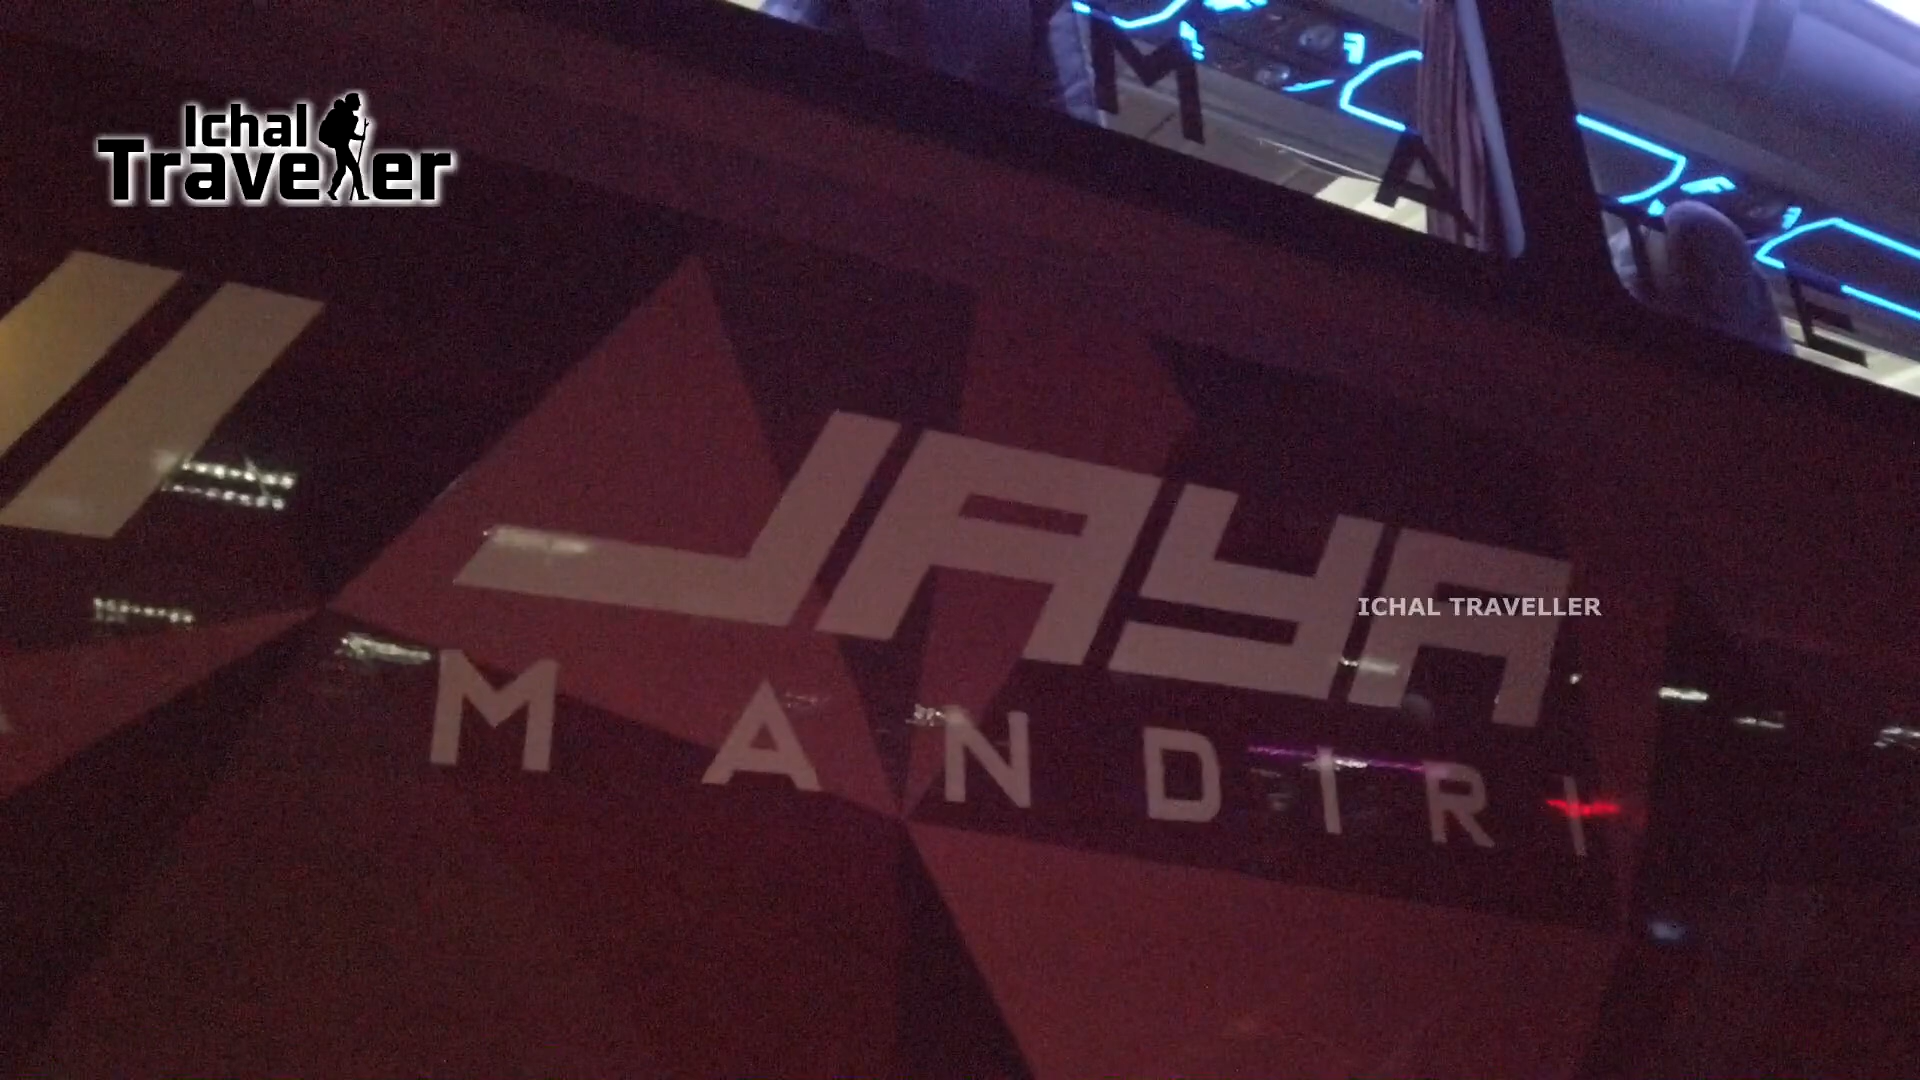 Ichal
Traveller
M A T E
JAYA
ICHAL TRAVELLER
MANDIRI